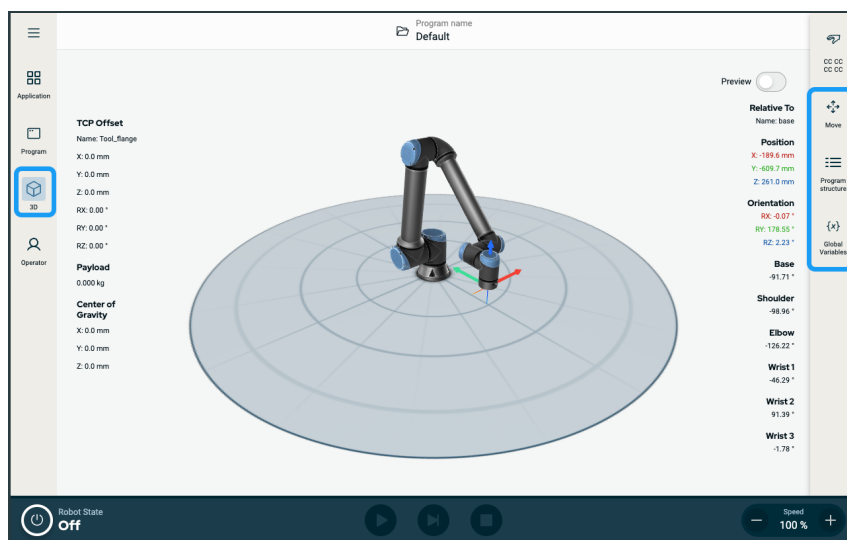 Program name
Default
Application
Program
3D
Operator
TCP Offset
Name: Tool_flange
X: 0.0 mm
Y: 0.0 mm
Z: 0.0 mm
RX: 0.00 °
RY: 0.00 °
RZ: 0.00 °
Payload
0.000 kg
Center of
Gravity
X: 0.0 mm
Y: 0.0 mm
Z: 0.0 mm
Preview
Relative To
Name: base
Position
X: -189.6 mm
Y: -609.7 mm
Z: 261.0 mm
Orientation
RX: -0.07 °
RY: 178.55 °
RZ: 2.23 °
Base
-91.71 °
Shoulder
-98.96 °
Elbow
-126.22 °
Wrist 1
-46.29 °
Wrist 2
91.39 °
Wrist 3
-1.78 °
CC CC
CC CC
Move
Program
structure
{x}
Global
Variables
Robot State
Off
Speed
100 %